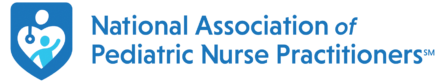 National Association of
Pediatric Nurse Practitioners℠